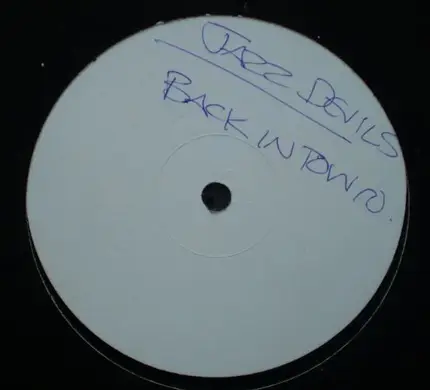 JAZZ DEVILS
BACK IN TOWN.